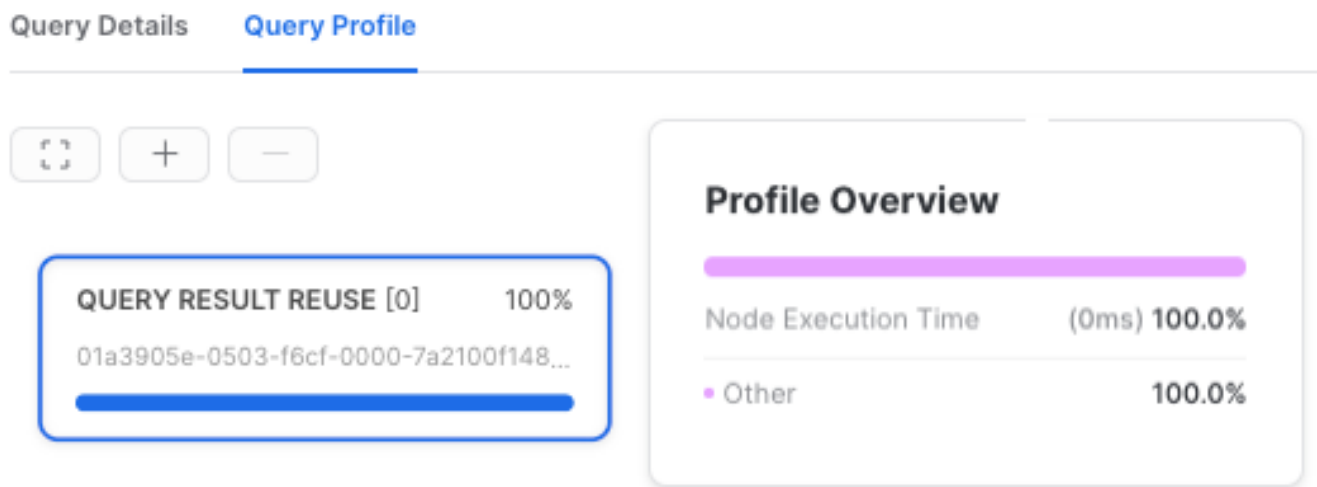 Query Details Query Profile
Profile Overview
QUERY RESULT REUSE [0] 100%
01a3905e-0503-f6cf-0000-7a2100f148...
Node Execution Time (0ms) 100.0%
Other 100.0%